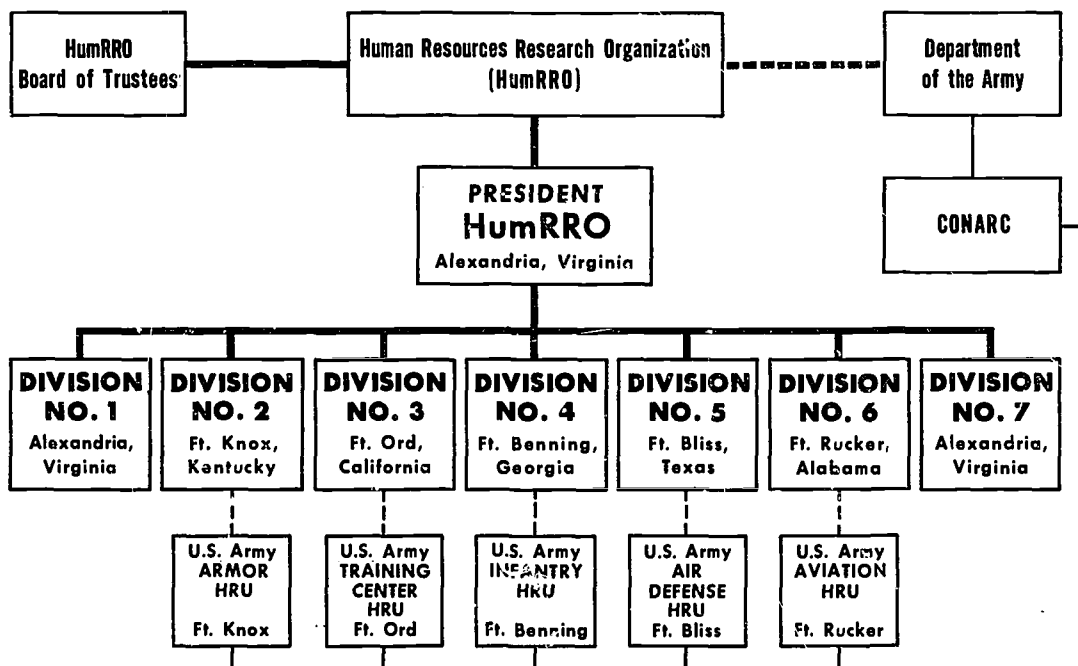 HumRRO
Board of Trustees
Human Resources Research Organization
(HumRRO)
Department
of the Army
CONARC
PRESIDENT
HumRRO
Alexandria, Virginia
DIVISION
NO. 1
Alexandria,
Virginia
DIVISION
NO. 2
Ft. Knox,
Kentucky
DIVISION
NO. 3
Ft. Ord,
California
DIVISION
NO. 4
Ft. Benning,
Georgia
DIVISION
NO. 5
Ft. Bliss,
Texas
DIVISION
NO. 6
Ft. Rucker,
Alabama
DIVISION
NO. 7
Alexandria,
Virginia
U.S. Army
ARMOR
HRU
Ft. Knox
U.S. Army
TRAINING
CENTER
HRU
Ft. Ord
U.S. Army
INFANTRY
HRU
Ft. Benning
U.S. Army
AIR
DEFENSE
HRU
Ft. Bliss
U.S. Army
AVIATION
HRU
Ft. Rucker